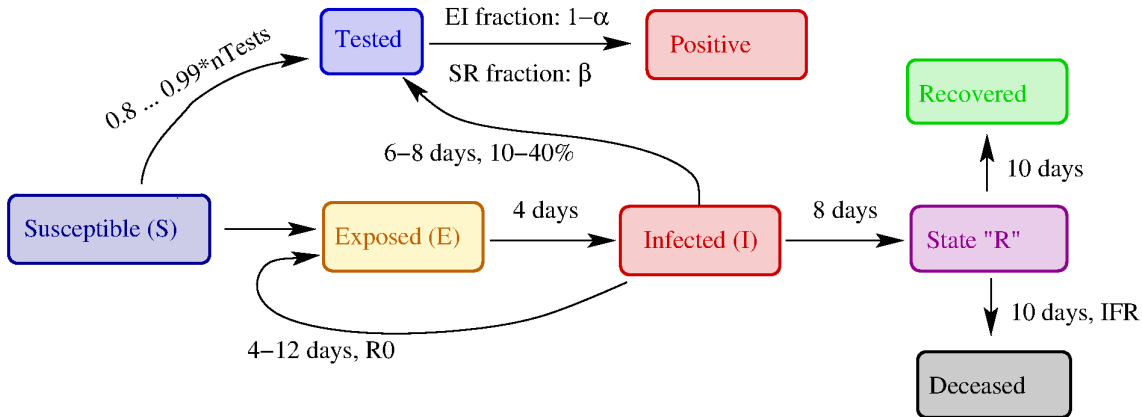 EI fraction: 1−α
Tested
Positive
SR fraction: β
0.8 ... 0.99*nTests
Recovered
6−8 days, 10−40%
10 days
Susceptible (S)
Exposed (E)
4 days
Infected (I)
8 days
State "R"
10 days, IFR
4−12 days, R0
Deceased